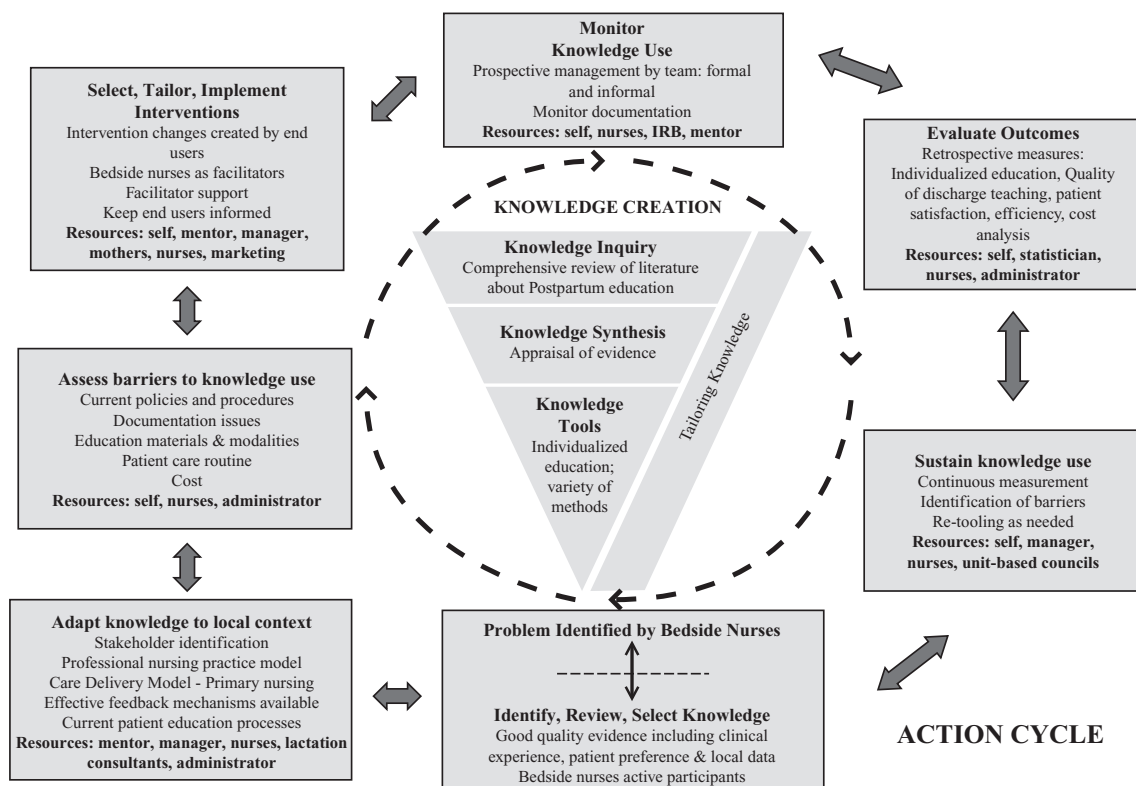 Monitor
Knowledge Use
Prospective management by team: formal
and informal
Monitor documentation
Resources: self, nurses, IRB, mentor
Select, Tailor, Implement
Interventions
Intervention changes created by end
users
Bedside nurses as facilitators
Facilitator support
Keep end users informed
Resources: self, mentor, manager,
mothers, nurses, marketing
Evaluate Outcomes
Retrospective measures:
Individualized education, Quality
of discharge teaching, patient
satisfaction, efficiency, cost
analysis
Resources: self, statistician,
nurses, administrator
KNOWLEDGE CREATION
Knowledge Inquiry
Comprehensive review of literature
about Postpartum education
Knowledge Synthesis
Appraisal of evidence
Knowledge
Tools
Individualized
education;
variety of
methods
Tailoring Knowledge
Assess barriers to knowledge use
Current policies and procedures
Documentation issues
Education materials & modalities
Patient care routine
Cost
Resources: self, nurses, administrator
Sustain knowledge use
Continuous measurement
Identification of barriers
Re-tooling as needed
Resources: self, manager,
nurses, unit-based councils
Adapt knowledge to local context
Stakeholder identification
Professional nursing practice model
Care Delivery Model - Primary nursing
Effective feedback mechanisms available
Current patient education processes
Resources: mentor, manager, nurses, lactation
consultants, administrator
Problem Identified by Bedside Nurses
Identify, Review, Select Knowledge
Good quality evidence including clinical
experience, patient preference & local data
Bedside nurses active participants
ACTION CYCLE